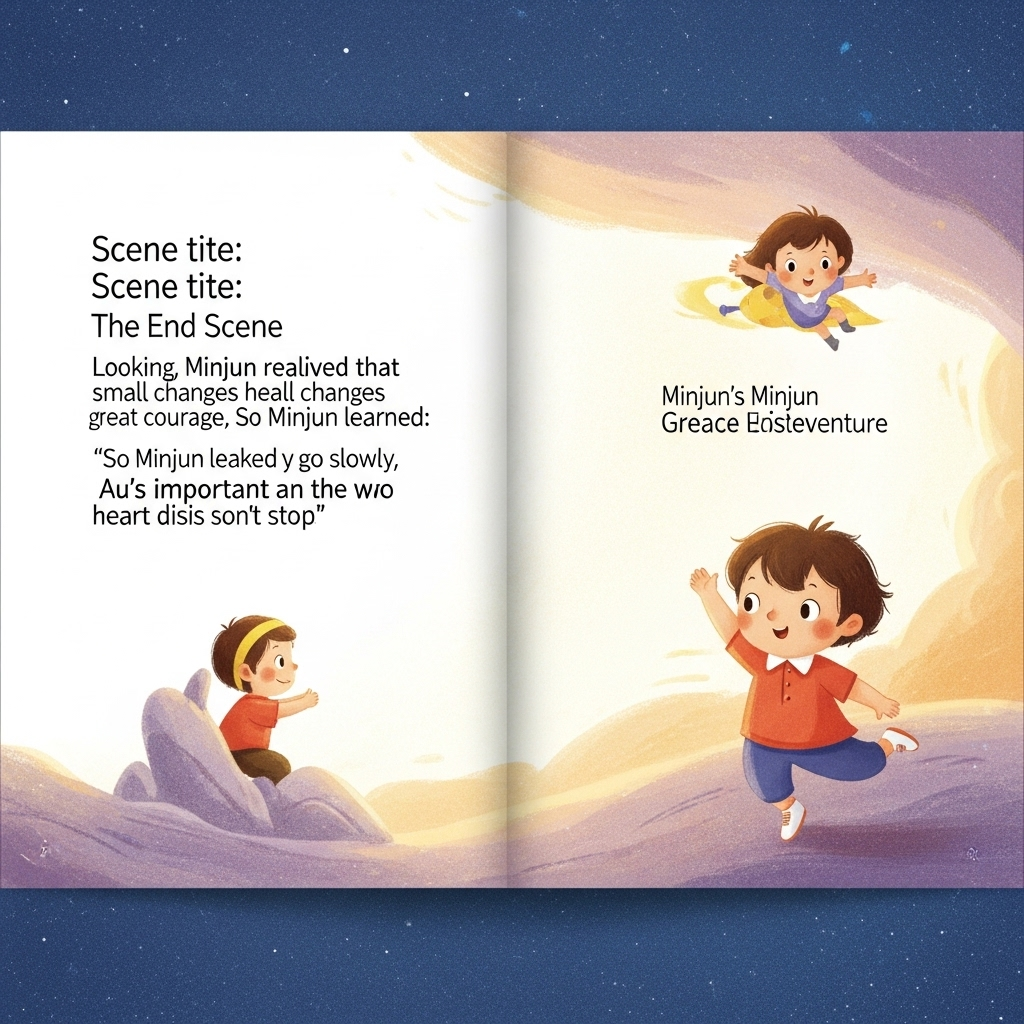 Scene tite:
Scene tite:
The End Scene
Looking, Minjun realived that
small changes heall changes
great courage, So Minjun learned:
“So Minjun leaked y go slowly,
Au's important an the wio
heart disis son't stop”
Minjun's Minjun
Greace